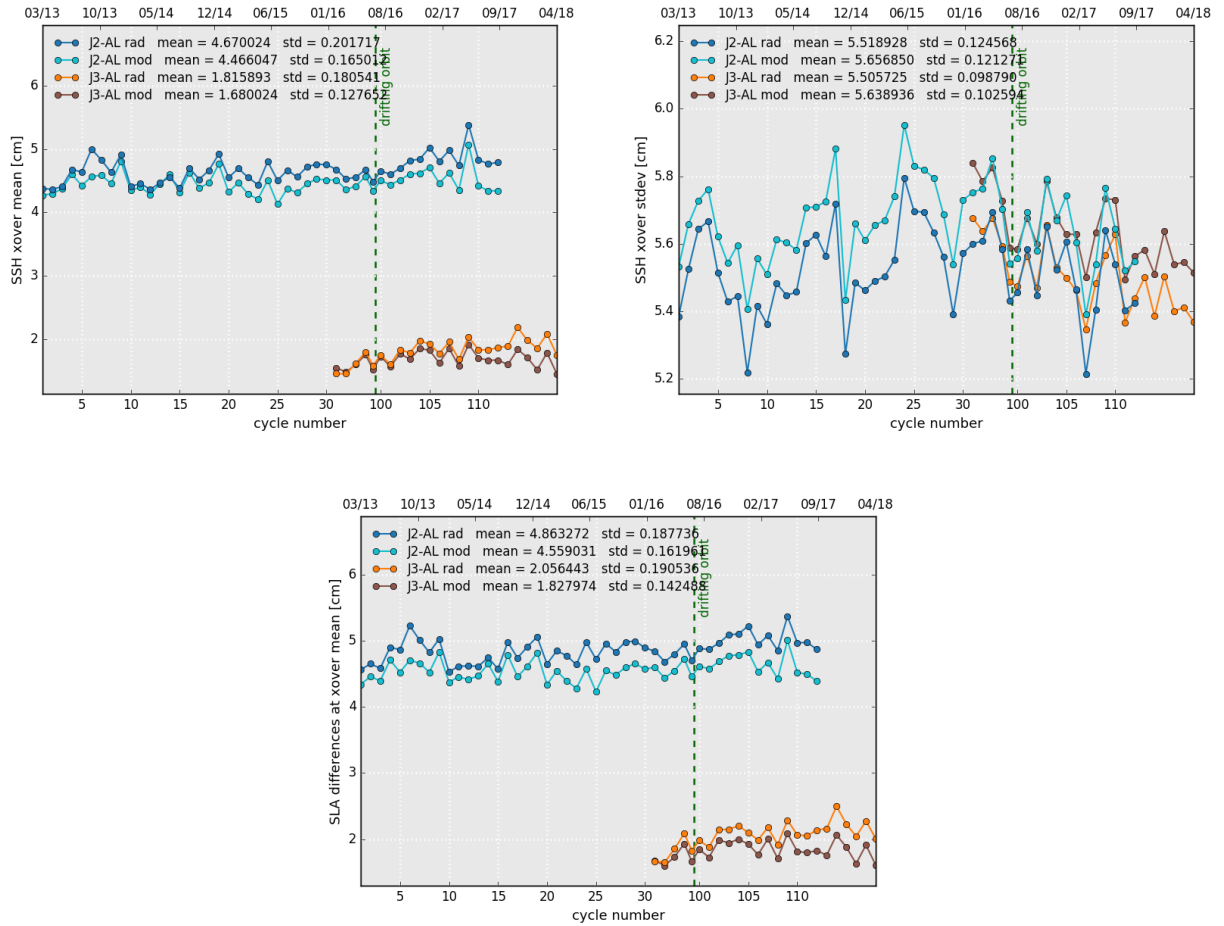 03/13 10/13 05/14 12/14 06/15 01/16 08/16 02/17 09/17 04/18
J2-AL rad mean = 4.670024 std = 0.201717
J2-AL mod mean = 4.466047 std = 0.165012
J3-AL rad mean = 1.815893 std = 0.180541
J3-AL mod mean = 1.680024 std = 0.127652
drifting orbit
SSH xover mean [cm]
6
5
4
3
2
5 10 15 20 25 30 100 105 110
cycle number
03/13 10/13 05/14 12/14 06/15 01/16 08/16 02/17 09/17 04/18
J2-AL rad mean = 5.518928 std = 0.124568
J2-AL mod mean = 5.656850 std = 0.121271
J3-AL rad mean = 5.505725 std = 0.098790
J3-AL mod mean = 5.638936 std = 0.102594
drifting orbit
SSH xover stdev [cm]
6.2
6.0
5.8
5.6
5.4
5.2
5 10 15 20 25 30 100 105 110
cycle number
03/13 10/13 05/14 12/14 06/15 01/16 08/16 02/17 09/17 04/18
J2-AL rad mean = 4.863272 std = 0.187736
J2-AL mod mean = 4.559031 std = 0.161961
J3-AL rad mean = 2.056443 std = 0.190536
J3-AL mod mean = 1.827974 std = 0.142488
drifting orbit
SLA differences at xover mean [cm]
6
5
4
3
2
5 10 15 20 25 30 100 105 110
cycle number